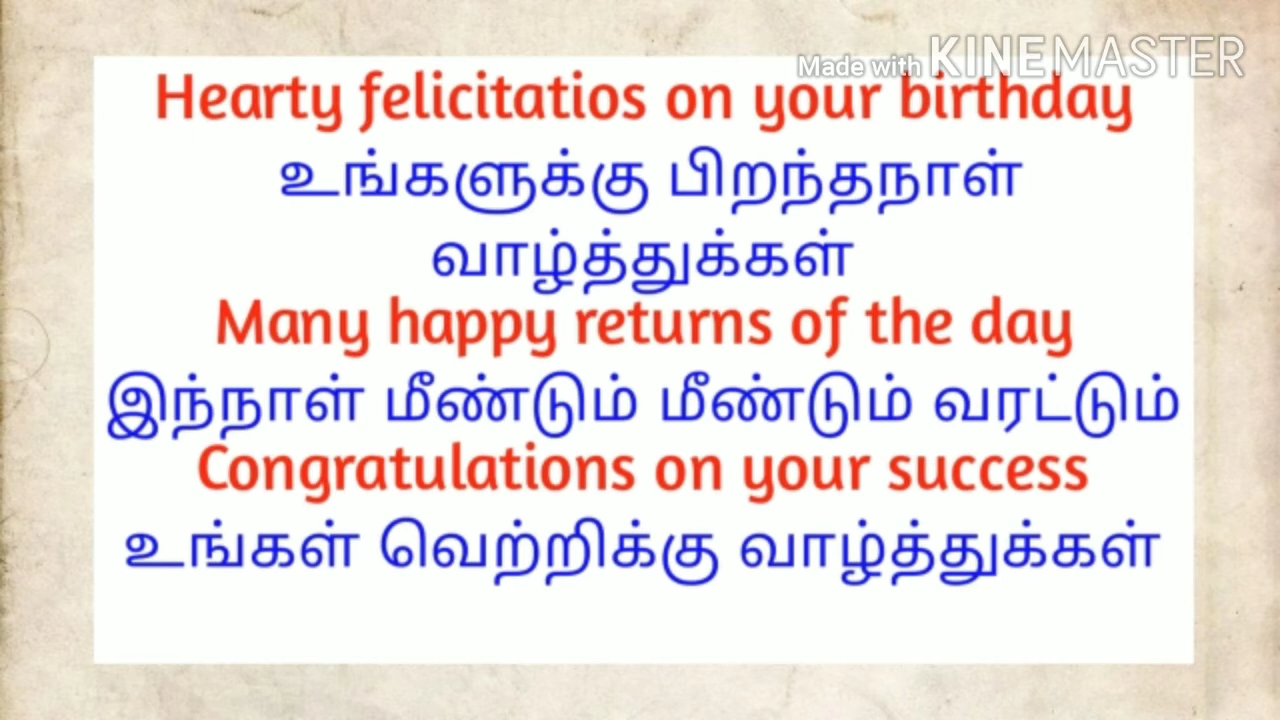 Made with KINEMASTER
Hearty felicitatios on your birthday
உங்களுக்கு பிறந்தநாள்
வாழ்த்துக்கள்
Many happy returns of the day
இந்நாள் மீண்டும் மீண்டும் வரட்டும்
Congratulations on your success
உங்கள் வெற்றிக்கு வாழ்த்துக்கள்